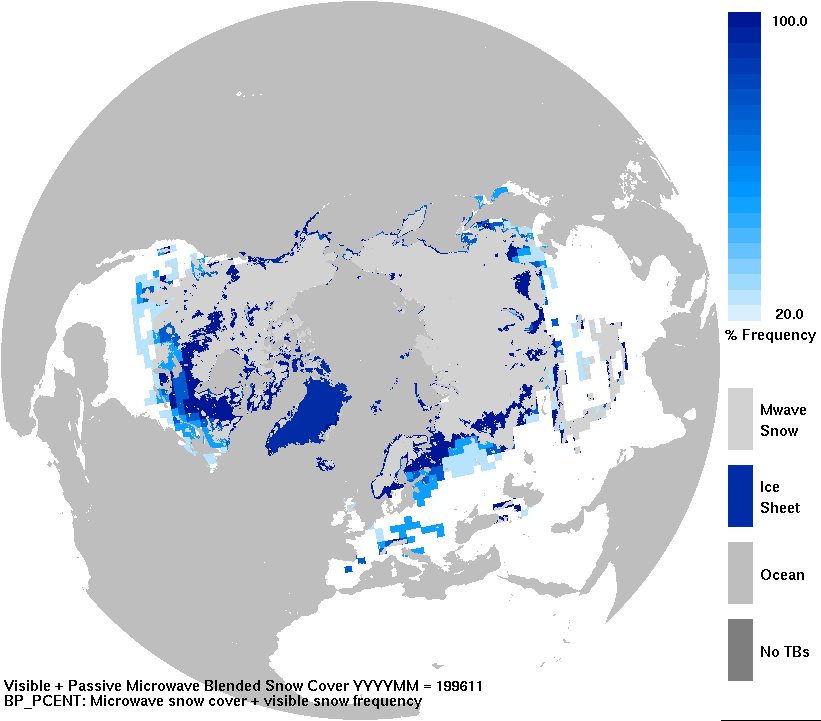 100.0
20.0
% Frequency
Mwave
Snow
Ice
Sheet
Ocean
No TBs
Visible + Passive Microwave Blended Snow Cover YYYYMM = 199611
BP_PCENT: Microwave snow cover + visible snow frequency